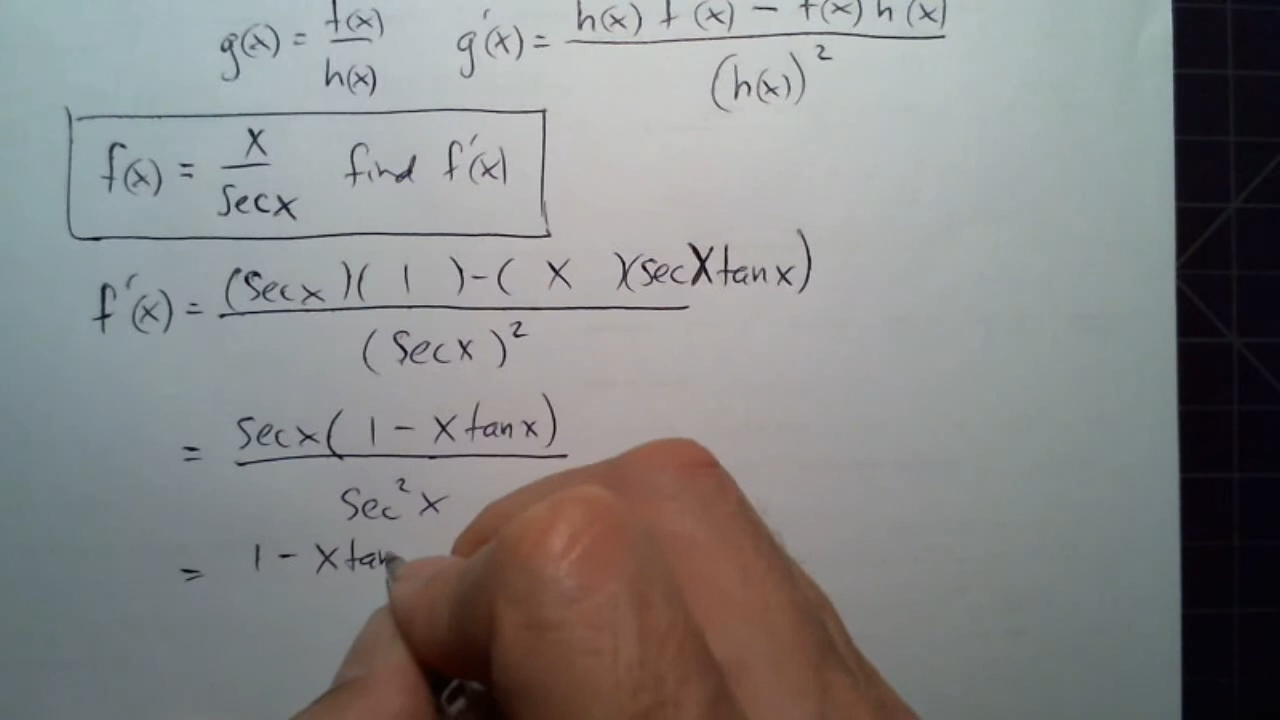 g(x) = f(x)/h(x) g'(x) = h(x) f'(x) - f(x) h'(x) / (h(x))²
f(x) = x/secx find f'(x)
f'(x) = (secx)( 1 )-( x )(secx tanx) / (secx)²
= secx( 1 - x tanx) / sec²x
= 1 - x tan